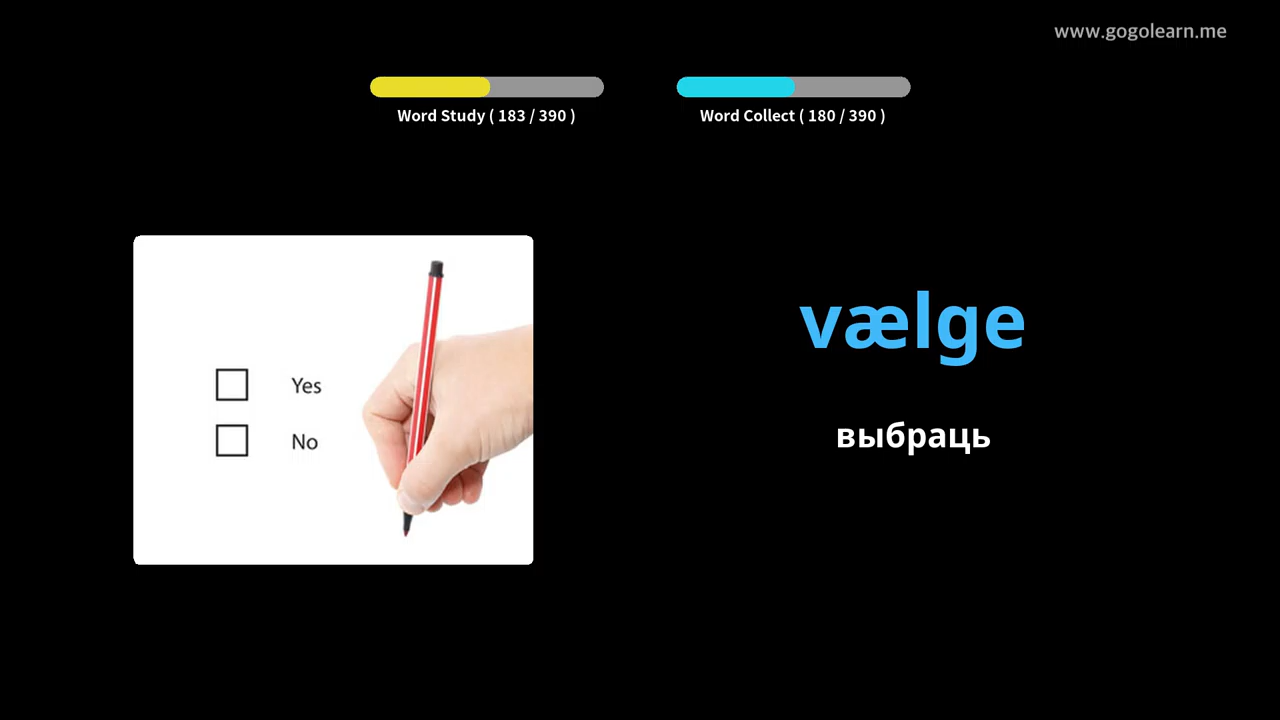 www.gogolearn.me
Word Study ( 183 / 390 )
Word Collect ( 180 / 390 )
Yes
No
vælge
выбраць